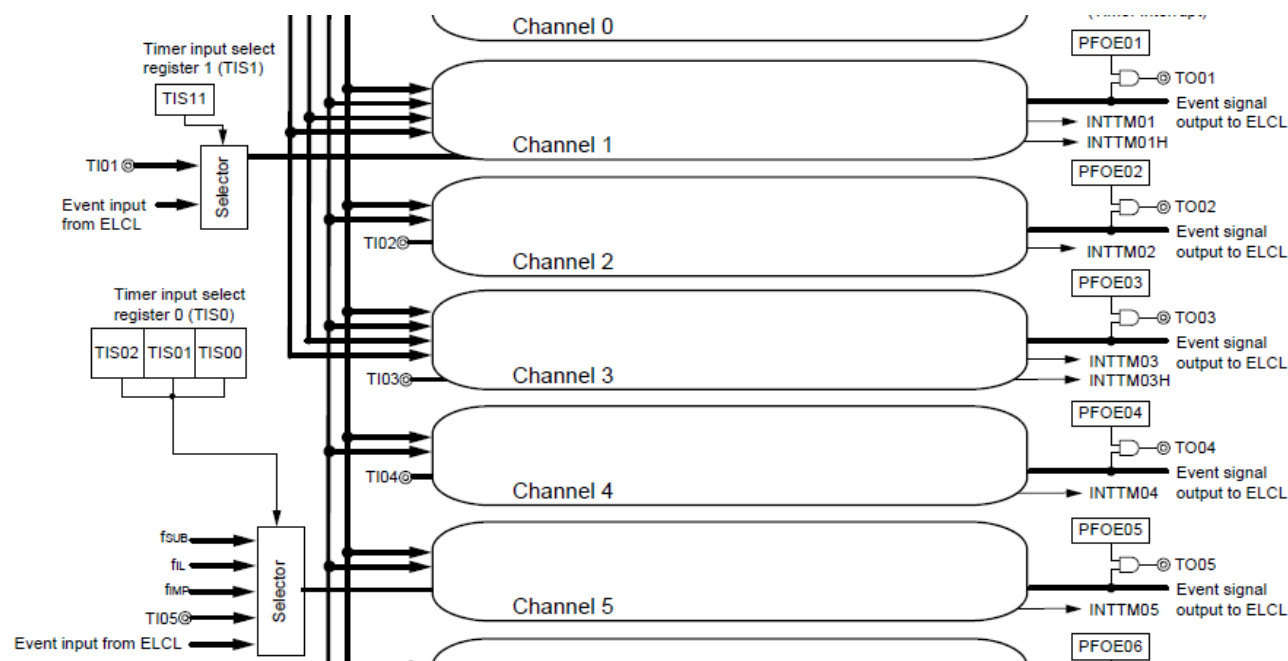 Channel 0
PFOE01
Timer input select
register 1 (TIS1)
TIS11
TO01
Event signal
output to ELCL
INTTM01
INTTM01H
Channel 1
TI01
Selector
Event input
from ELCL
PFOE02
TO02
Event signal
output to ELCL
INTTM02
TI02
Channel 2
PFOE03
Timer input select
register 0 (TIS0)
TIS02 TIS01 TIS00
TO03
Event signal
output to ELCL
INTTM03
INTTM03H
TI03
Channel 3
PFOE04
TO04
Event signal
output to ELCL
INTTM04
TI04
Channel 4
PFOE05
TO05
Event signal
output to ELCL
INTTM05
fSUB
fIL
fIMP
TI05
Event input from ELCL
Selector
Channel 5
PFOE06